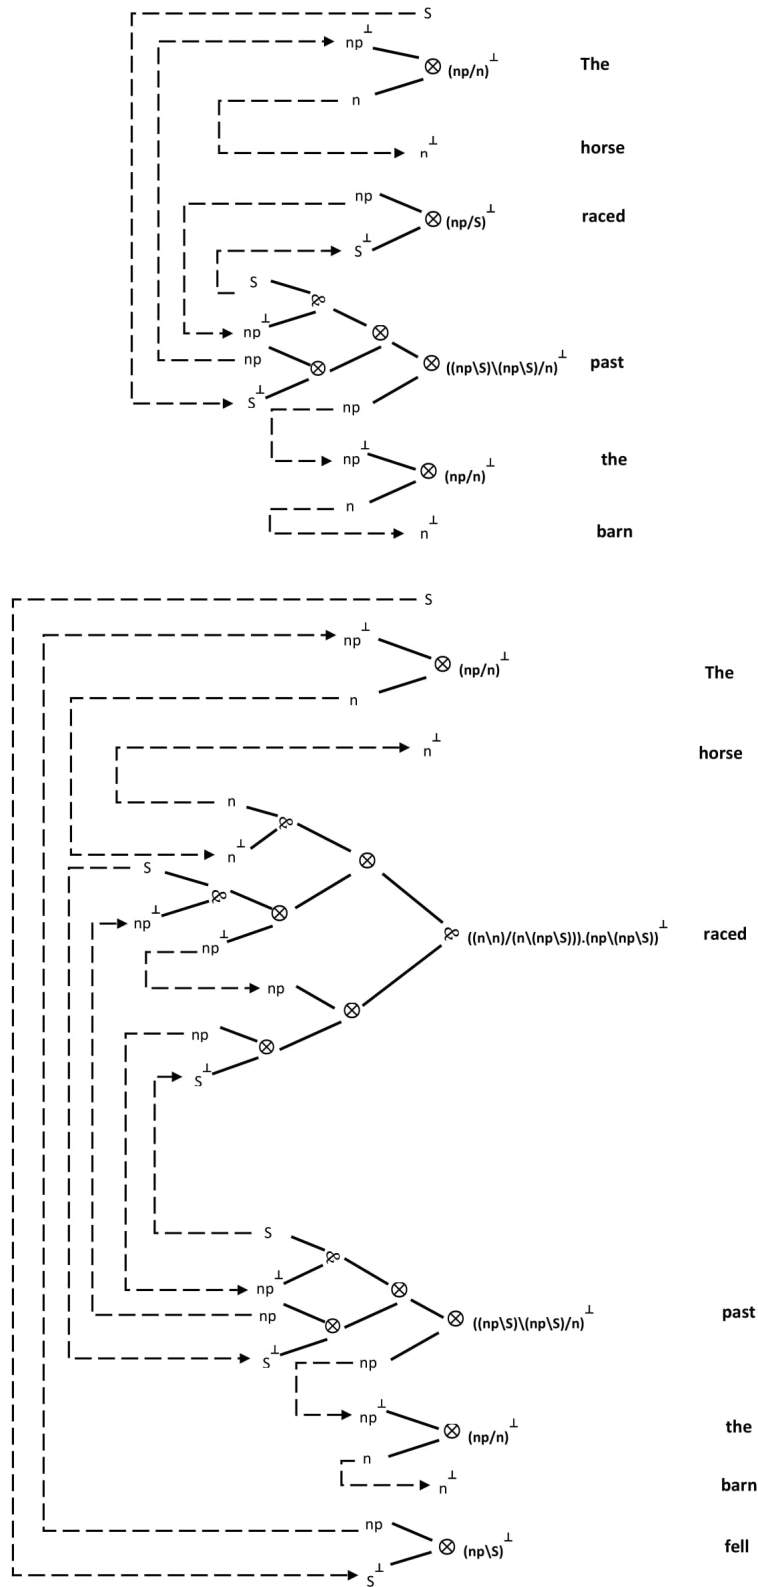 S
np⊥
⊗ (np/n)⊥ The
n
n⊥ horse
np
⊗ (np/S)⊥ raced
S⊥
S
⅋
np⊥
⊗
np
⊗ ⊗ ((np\S)\(np\S)/n)⊥ past
S⊥
np
np⊥
⊗ (np/n)⊥ the
n
n⊥ barn
S
np⊥
⊗ (np/n)⊥ The
n
n⊥ horse
n
⅋
n⊥
⊗
S
⅋
⊗
np⊥
⅋ ((n\n)/(n\(np\S))).(np\(np\S))⊥ raced
np⊥
np
⊗
np
⊗
S⊥
S
⅋
np⊥
⊗
np
⊗ ⊗ ((np\S)\(np\S)/n)⊥ past
S⊥
np
np⊥
⊗ (np/n)⊥ the
n
n⊥ barn
np
⊗ (np\S)⊥ fell
S⊥